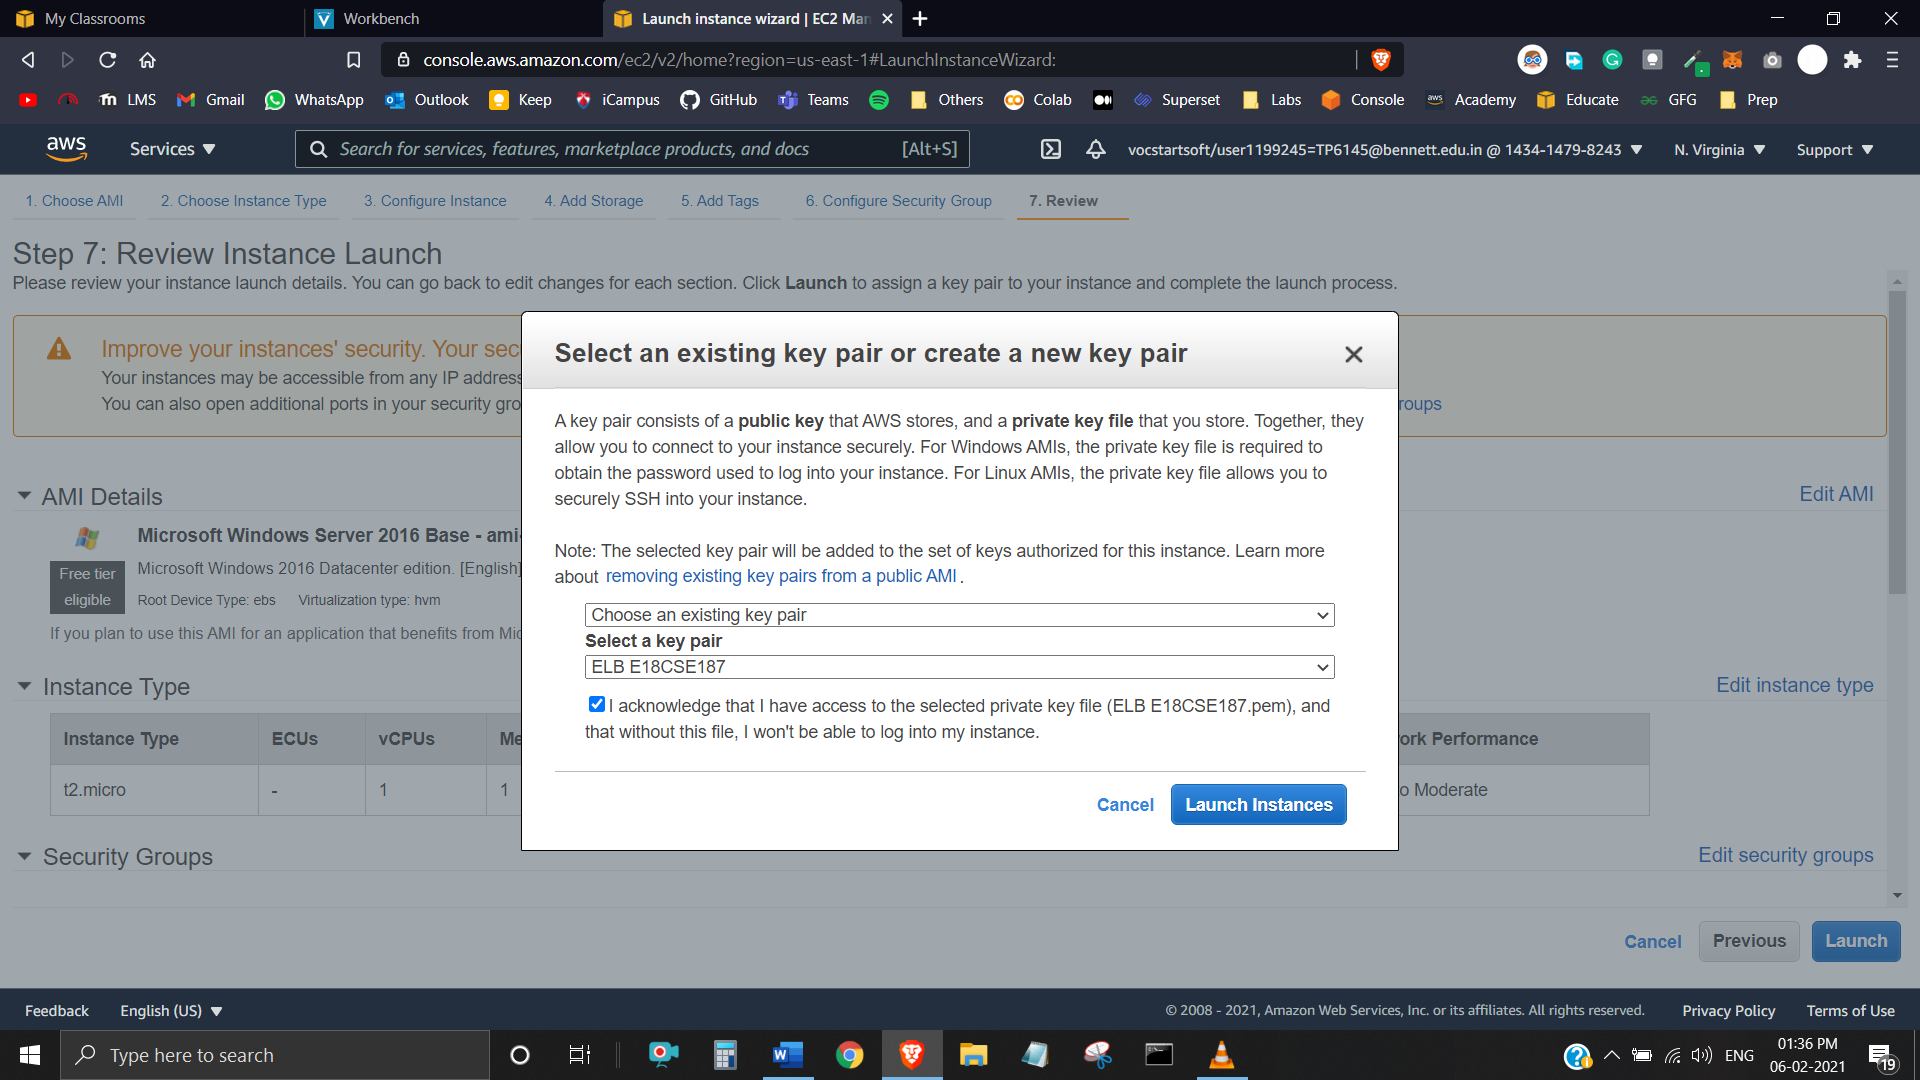 My Classrooms
Workbench
Launch instance wizard | EC2 Man
console.aws.amazon.com/ec2/v2/home?region=us-east-1#LaunchInstanceWizard:
LMS Gmail WhatsApp Outlook Keep iCampus GitHub Teams Others Colab Superset Labs Console aws Academy Educate GFG Prep
aws Services Search for services, features, marketplace products, and docs [Alt+S] vocstartsoft/user1199245=TP6145@bennett.edu.in @ 1434-1479-8243 N. Virginia Support
1. Choose AMI 2. Choose Instance Type 3. Configure Instance 4. Add Storage 5. Add Tags 6. Configure Security Group 7. Review
Step 7: Review Instance Launch
Please review your instance launch details. You can go back to edit changes for each section. Click Launch to assign a key pair to your instance and complete the launch process.
Improve your instances' security. Your sec
Your instances may be accessible from any IP address
You can also open additional ports in your security gro
roups
Select an existing key pair or create a new key pair
A key pair consists of a public key that AWS stores, and a private key file that you store. Together, they
allow you to connect to your instance securely. For Windows AMIs, the private key file is required to
obtain the password used to log into your instance. For Linux AMIs, the private key file allows you to
securely SSH into your instance.
Note: The selected key pair will be added to the set of keys authorized for this instance. Learn more
about removing existing key pairs from a public AMI.
Choose an existing key pair
Select a key pair
ELB E18CSE187
I acknowledge that I have access to the selected private key file (ELB E18CSE187.pem), and
that without this file, I won't be able to log into my instance.
Cancel Launch Instances
AMI Details
Edit AMI
Microsoft Windows Server 2016 Base - ami-
Free tier
eligible
Microsoft Windows 2016 Datacenter edition. [English]
Root Device Type: ebs Virtualization type: hvm
If you plan to use this AMI for an application that benefits from Mic
Instance Type
Edit instance type
Instance Type ECUs vCPUs Me ork Performance
t2.micro - 1 1 o Moderate
Security Groups
Edit security groups
Cancel Previous Launch
Feedback English (US) © 2008 - 2021, Amazon Web Services, Inc. or its affiliates. All rights reserved. Privacy Policy Terms of Use
Type here to search
ENG
01:36 PM
06-02-2021
19